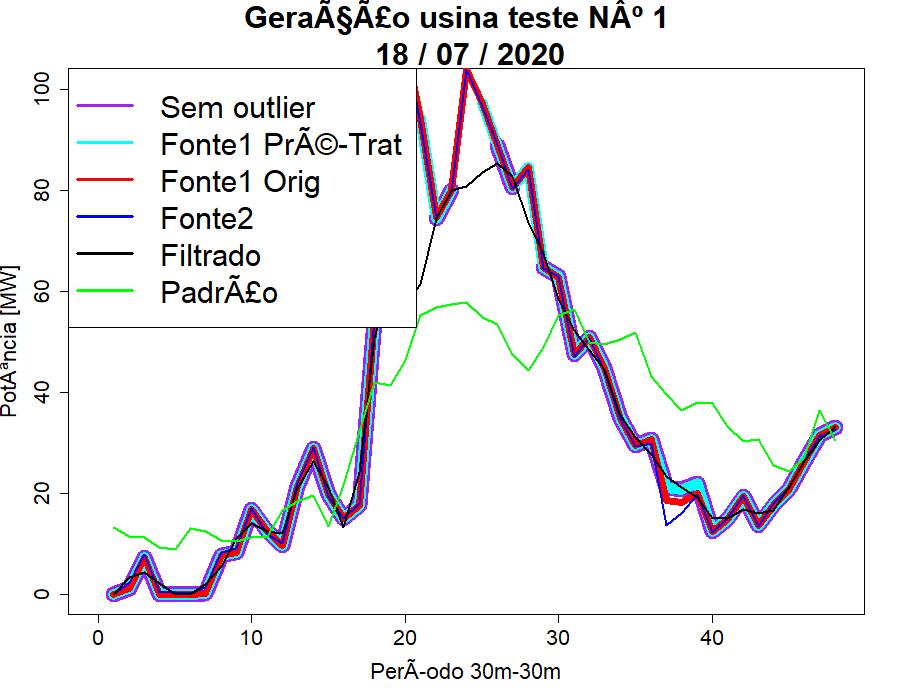 GeraÃ§Ã£o usina teste NÂº 1
18 / 07 / 2020
Sem outlier
Fonte1 PrÃ©-Trat
Fonte1 Orig
Fonte2
Filtrado
PadrÃ£o
PotÃªncia [MW]
100
80
60
40
20
0
0 10 20 30 40
PerÃ-odo 30m-30m